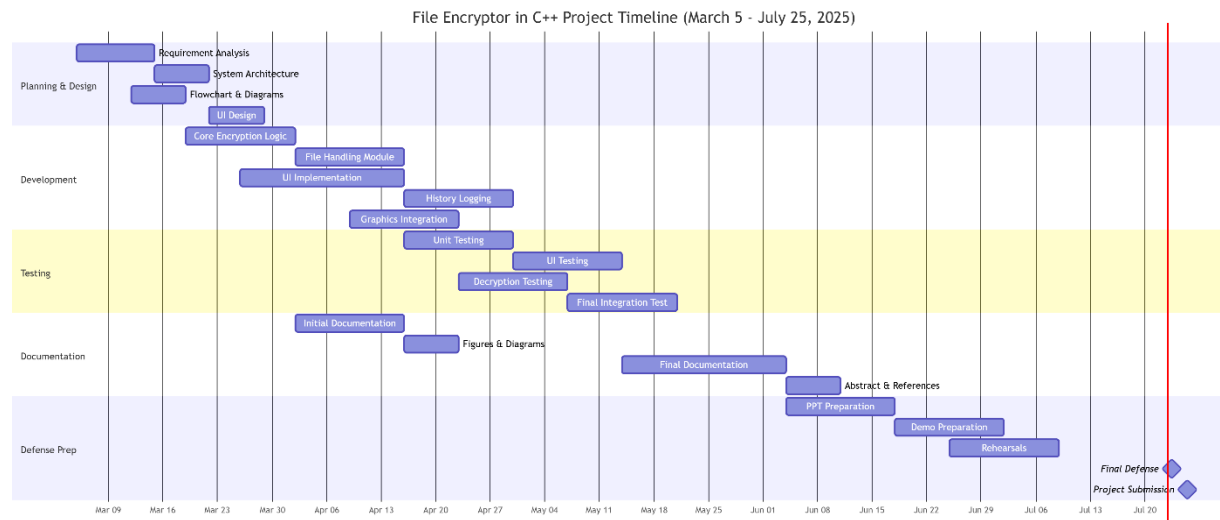 File Encryptor in C++ Project Timeline (March 5 - July 25, 2025)
Planning & Design
Requirement Analysis
System Architecture
Flowchart & Diagrams
UI Design
Development
Core Encryption Logic
File Handling Module
UI Implementation
History Logging
Graphics Integration
Testing
Unit Testing
UI Testing
Decryption Testing
Final Integration Test
Documentation
Initial Documentation
Figures & Diagrams
Final Documentation
Abstract & References
Defense Prep
PPT Preparation
Demo Preparation
Rehearsals
Final Defense
Project Submission
Mar 09 Mar 16 Mar 23 Mar 30 Apr 06 Apr 13 Apr 20 Apr 27 May 04 May 11 May 18 May 25 Jun 01 Jun 08 Jun 15 Jun 22 Jun 29 Jul 06 Jul 13 Jul 20